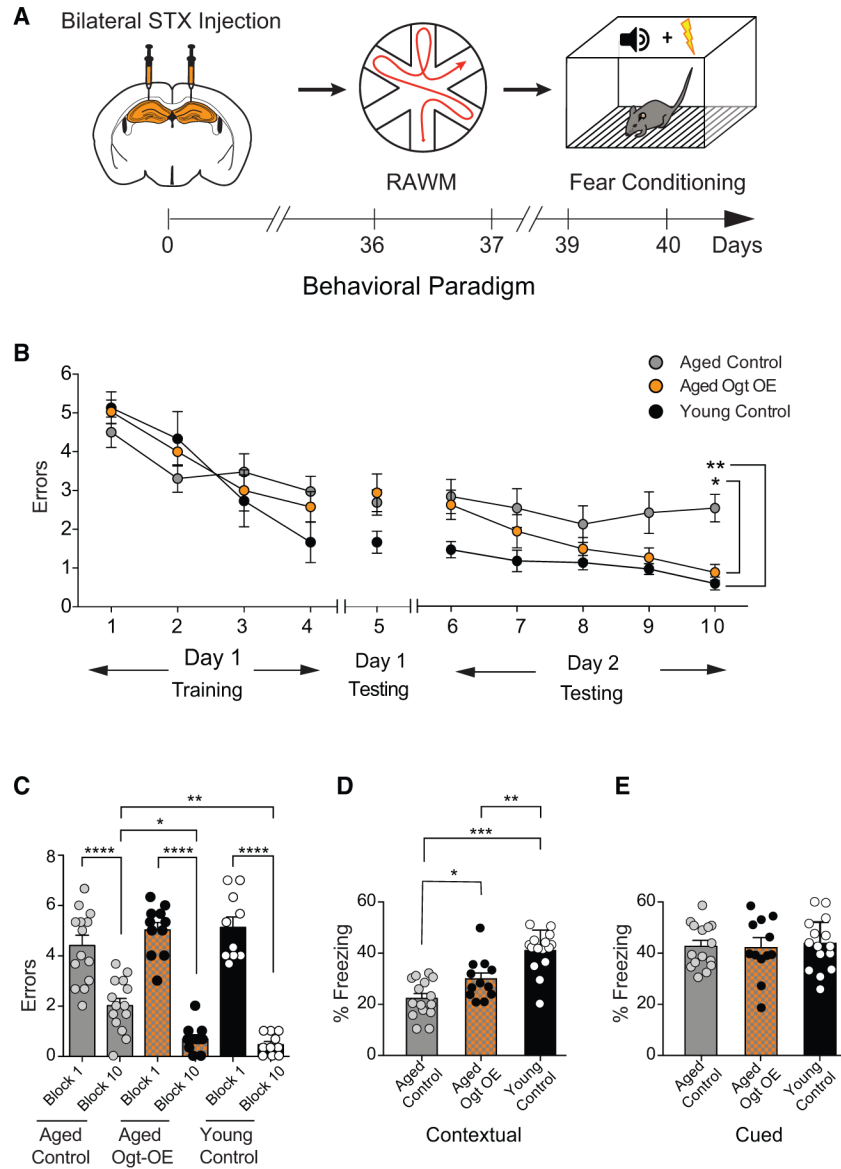 A
Bilateral STX Injection
+
RAWM
Fear Conditioning
0
36
37
39
40
Days
Behavioral Paradigm
B
6
5
4
3
2
1
0
Errors
Aged Control
Aged Ogt OE
Young Control
**
*
1
2
3
4
5
6
7
8
9
10
Day 1
Training
Day 1
Testing
Day 2
Testing
C
**
*
****
****
****
8
6
4
2
0
Errors
Block 1
Block 10
Block 1
Block 10
Block 1
Block 10
Aged
Control
Aged
Ogt-OE
Young
Control
D
**
***
*
60
40
20
0
% Freezing
Aged
Control
Aged
Ogt OE
Young
Control
Contextual
E
60
40
20
0
% Freezing
Aged
Control
Aged
Ogt OE
Young
Control
Cued